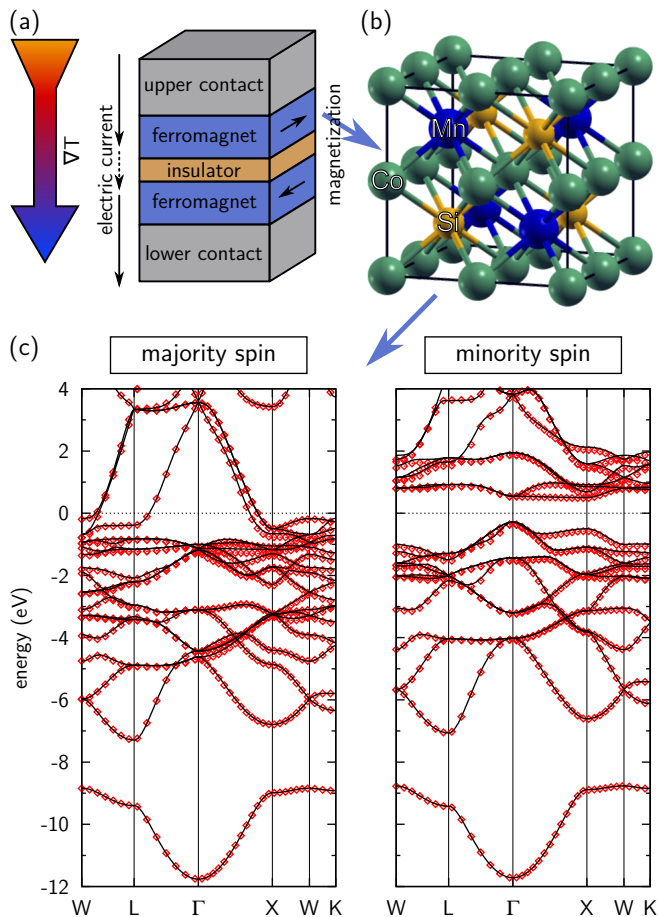 (a)
∇T
electric current
upper contact
ferromagnet
insulator
ferromagnet
lower contact
magnetization
(b)
Mn
Co
Si
(c)
majority spin
minority spin
energy (eV)
4
2
0
-2
-4
-6
-8
-10
-12
W L Γ X W K
W L Γ X W K